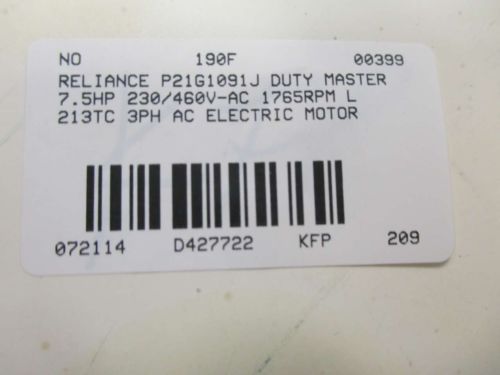 NO 190F 00399
RELIANCE P21G1091J DUTY MASTER
7.5HP 230/460V-AC 1765RPM L
213TC 3PH AC ELECTRIC MOTOR
072114 D427722 KFP 209